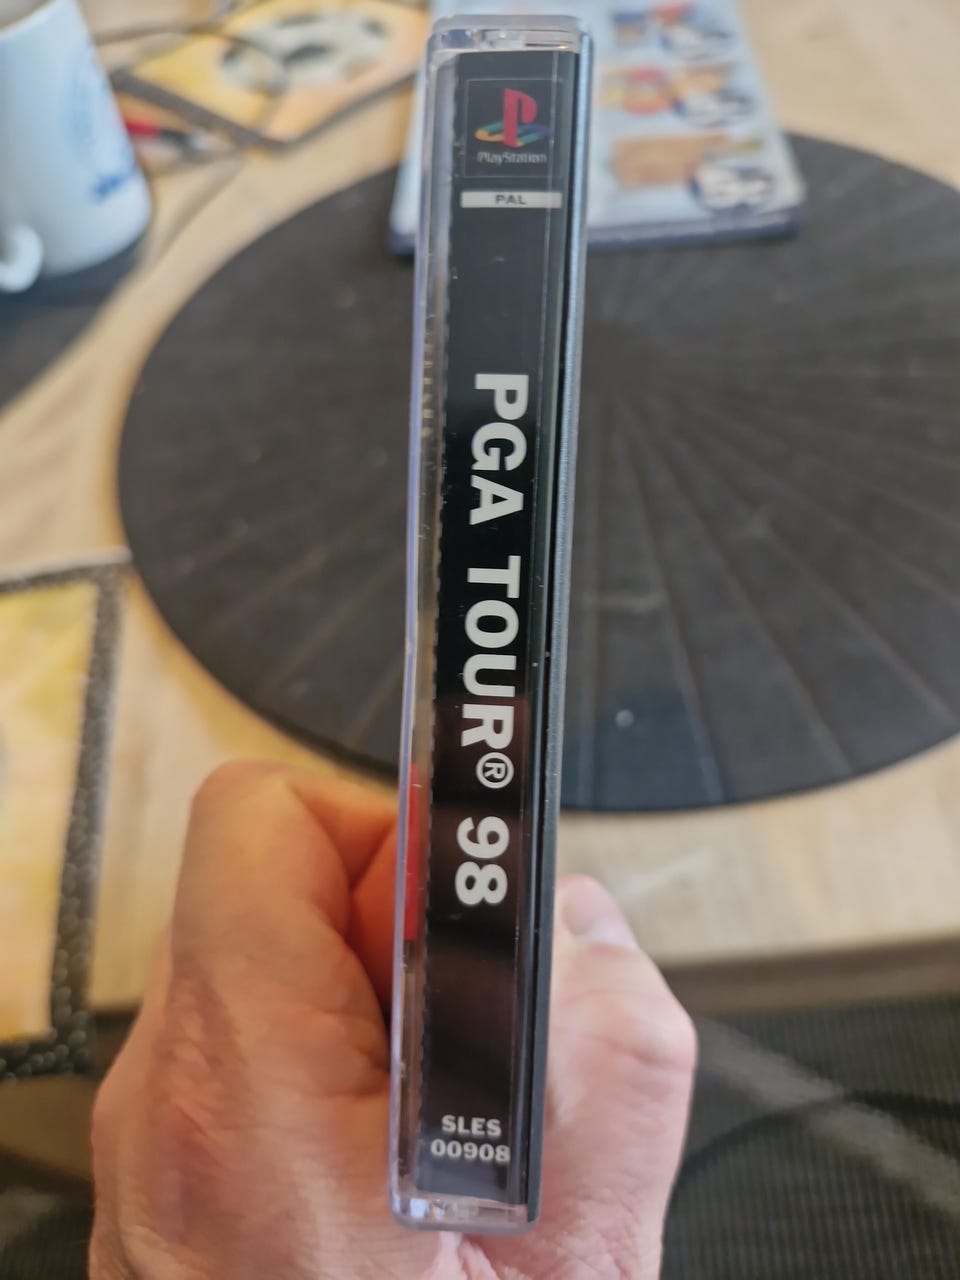 PlayStation
PAL
PGA TOUR® 98
SLES
00908